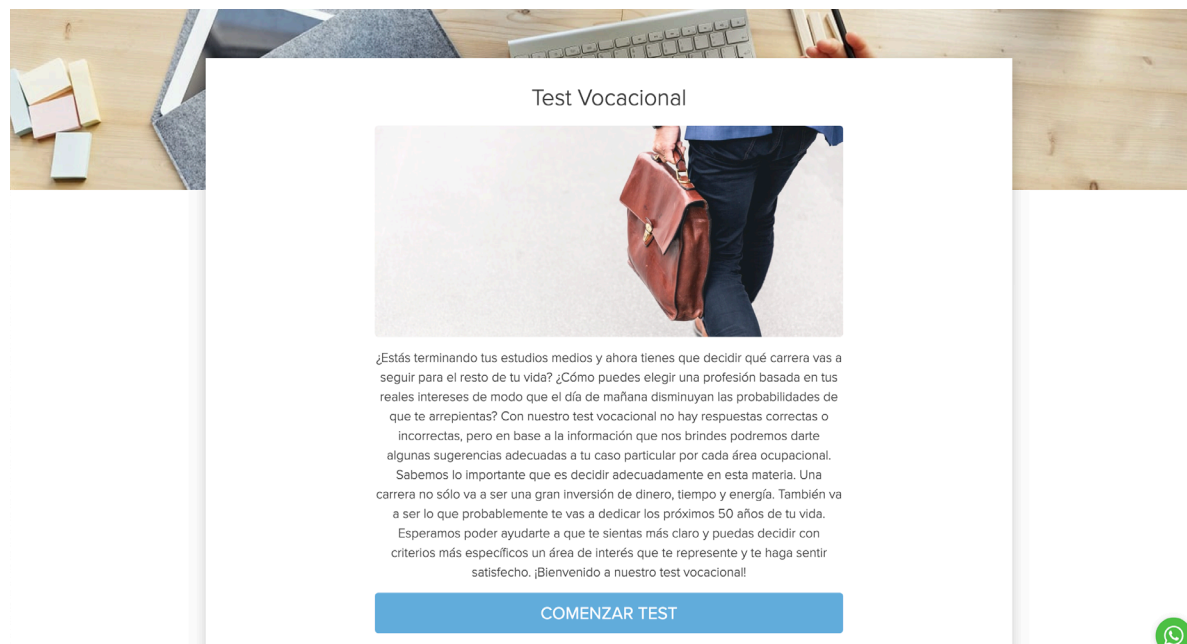 Test Vocacional
¿Estás terminando tus estudios medios y ahora tienes que decidir qué carrera vas a
seguir para el resto de tu vida? ¿Cómo puedes elegir una profesión basada en tus
reales intereses de modo que el día de mañana disminuyan las probabilidades de
que te arrepientas? Con nuestro test vocacional no hay respuestas correctas o
incorrectas, pero en base a la información que nos brindes podremos darte
algunas sugerencias adecuadas a tu caso particular por cada área ocupacional.
Sabemos lo importante que es decidir adecuadamente en esta materia. Una
carrera no sólo va a ser una gran inversión de dinero, tiempo y energía. También va
a ser lo que probablemente te vas a dedicar los próximos 50 años de tu vida.
Esperamos poder ayudarte a que te sientas más claro y puedas decidir con
criterios más específicos un área de interés que te represente y te haga sentir
satisfecho. ¡Bienvenido a nuestro test vocacional!
COMENZAR TEST